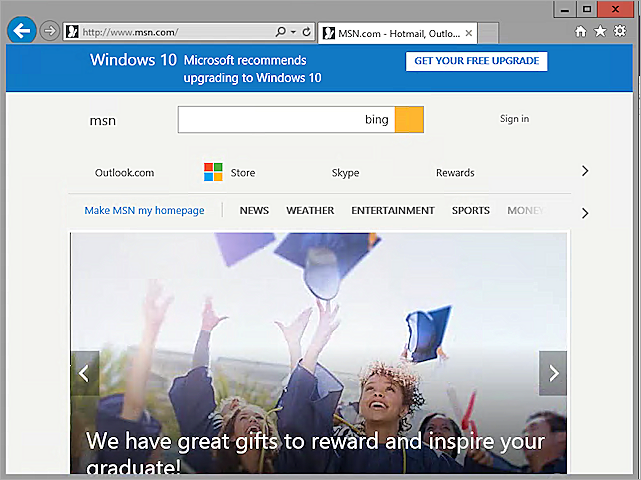 http://www.msn.com/
MSN.com - Hotmail, Outlo...
Windows 10 Microsoft recommends
upgrading to Windows 10
GET YOUR FREE UPGRADE
msn
bing
Sign in
Outlook.com Store Skype Rewards
Make MSN my homepage NEWS WEATHER ENTERTAINMENT SPORTS MONEY
We have great gifts to reward and inspire your
graduate!